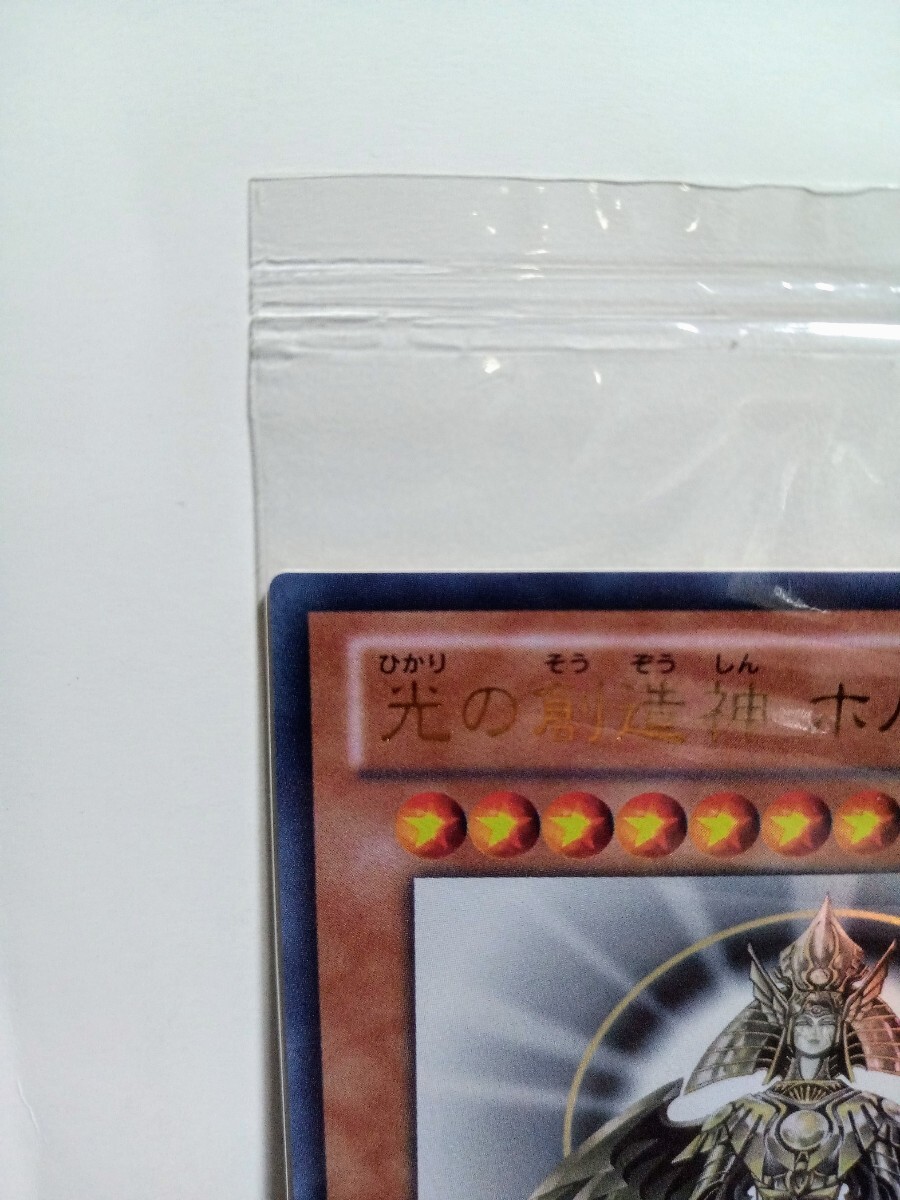 ひかり そう ぞう しん
光の創造神 ホ